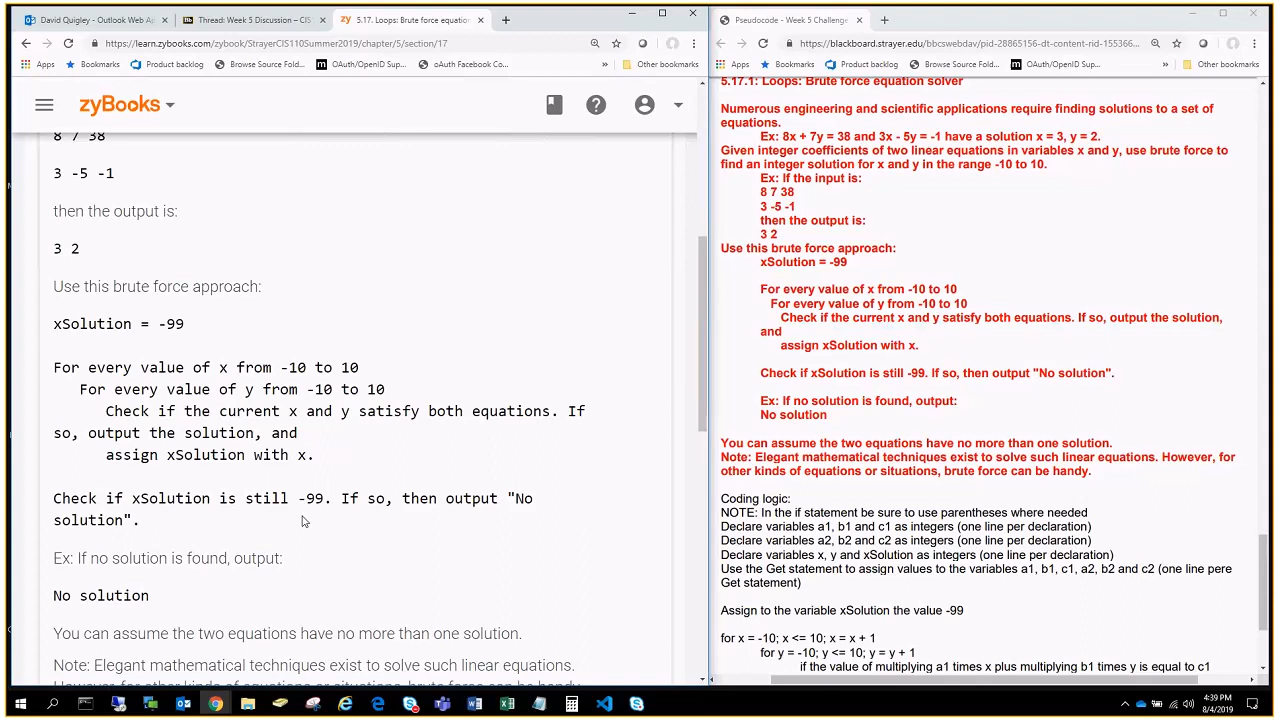 David Quigley - Outlook Web Ap
Thread: Week 5 Discussion – CIS
5.17. Loops: Brute force equation
Pseudocode - Week 5 Challenge
https://learn.zybooks.com/zybook/StrayerCIS110Summer2019/chapter/5/section/17
https://blackboard.strayer.edu/bbcswebdav/pid-28865156-dt-content-rid-155366...
Apps
Bookmarks
Product backlog
Browse Source Fold...
OAuth/OpenID Sup...
oAuth Facebook Co...
»
Other bookmarks
Apps
Bookmarks
Product backlog
Browse Source Fold...
OAuth/OpenID Sup...
»
Other bookmarks
zyBooks
8 7 38
3 -5 -1
then the output is:
3 2
Use this brute force approach:
xSolution = -99
For every value of x from -10 to 10
For every value of y from -10 to 10
Check if the current x and y satisfy both equations. If
so, output the solution, and
assign xSolution with x.
Check if xSolution is still -99. If so, then output "No
solution".
Ex: If no solution is found, output:
No solution
You can assume the two equations have no more than one solution.
Note: Elegant mathematical techniques exist to solve such linear equations.
However, for other kinds of equations or situations, brute force can be handy.
5.17.1: Loops: Brute force equation solver
Numerous engineering and scientific applications require finding solutions to a set of
equations.
Ex: 8x + 7y = 38 and 3x - 5y = -1 have a solution x = 3, y = 2.
Given integer coefficients of two linear equations in variables x and y, use brute force to
find an integer solution for x and y in the range -10 to 10.
Ex: If the input is:
8 7 38
3 -5 -1
then the output is:
3 2
Use this brute force approach:
xSolution = -99
For every value of x from -10 to 10
For every value of y from -10 to 10
Check if the current x and y satisfy both equations. If so, output the solution,
and
assign xSolution with x.
Check if xSolution is still -99. If so, then output "No solution".
Ex: If no solution is found, output:
No solution
You can assume the two equations have no more than one solution.
Note: Elegant mathematical techniques exist to solve such linear equations. However, for
other kinds of equations or situations, brute force can be handy.
Coding logic:
NOTE: In the if statement be sure to use parentheses where needed
Declare variables a1, b1 and c1 as integers (one line per declaration)
Declare variables a2, b2 and c2 as integers (one line per declaration)
Declare variables x, y and xSolution as integers (one line per declaration)
Use the Get statement to assign values to the variables a1, b1, c1, a2, b2 and c2 (one line pere
Get statement)
Assign to the variable xSolution the value -99
for x = -10; x <= 10; x = x + 1
for y = -10; y <= 10; y = y + 1
if the value of multiplying a1 times x plus multiplying b1 times y is equal to c1
4:39 PM
8/4/2019